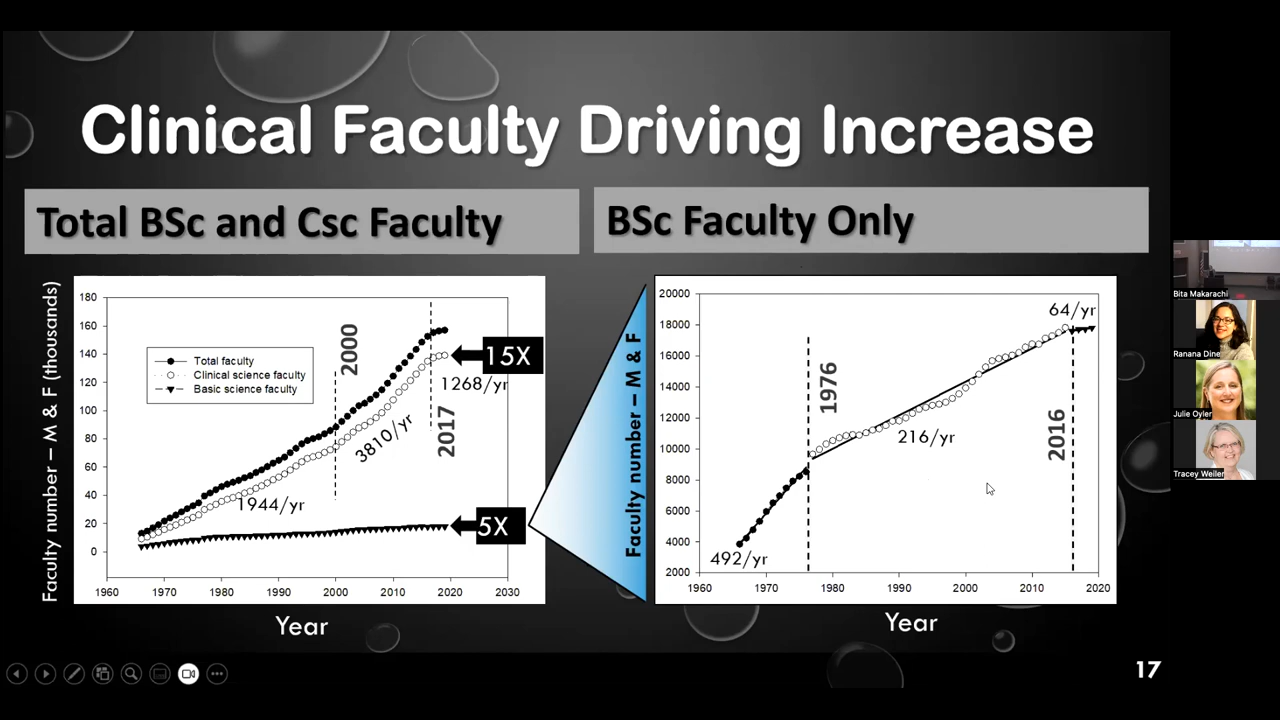 Clinical Faculty Driving Increase
Total BSc and Csc Faculty
BSc Faculty Only
Faculty number – M & F (thousands)
180
160
140
120
100
80
60
40
20
0
Total faculty
Clinical science faculty
Basic science faculty
2000
2017
15X
1268/yr
3810/yr
1944/yr
5X
1960 1970 1980 1990 2000 2010 2020 2030
Year
Faculty number – M & F
20000
18000
16000
14000
12000
10000
8000
6000
4000
2000
64/yr
1976
216/yr
2016
492/yr
1960 1970 1980 1990 2000 2010 2020
Year
17
Bita Makarachi
Ranana Dine
Julie Oyler
Tracey Weiler